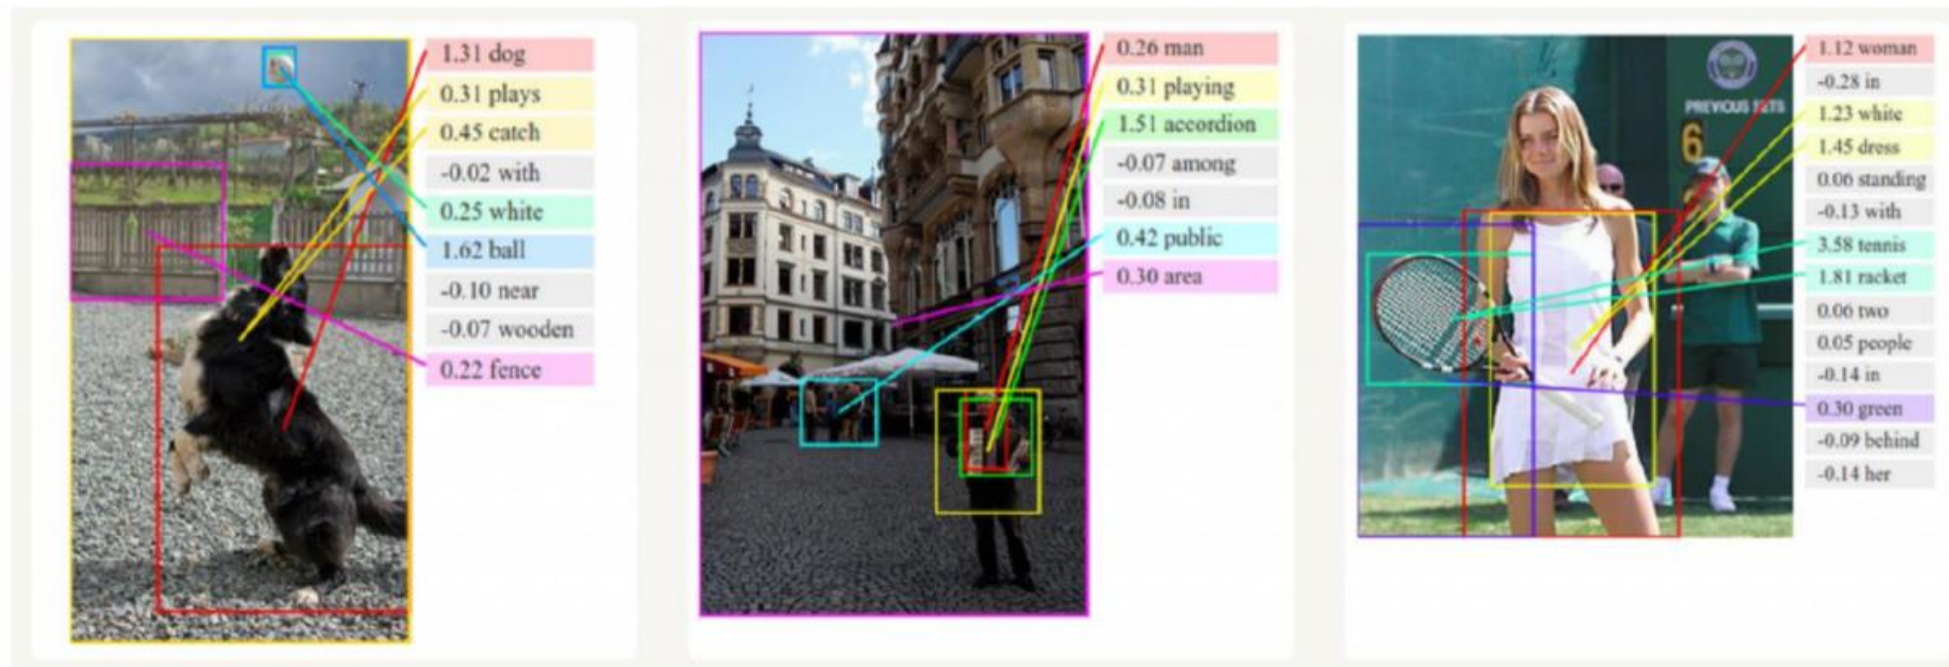 1.31 dog
0.31 plays
0.45 catch
-0.02 with
0.25 white
1.62 ball
-0.10 near
-0.07 wooden
0.22 fence
0.26 man
0.31 playing
1.51 accordion
-0.07 among
-0.08 in
0.42 public
0.30 area
PREVIOUS SETS
6
1.12 woman
-0.28 in
1.23 white
1.45 dress
0.06 standing
-0.13 with
3.58 tennis
1.81 racket
0.06 two
0.05 people
-0.14 in
0.30 green
-0.09 behind
-0.14 her